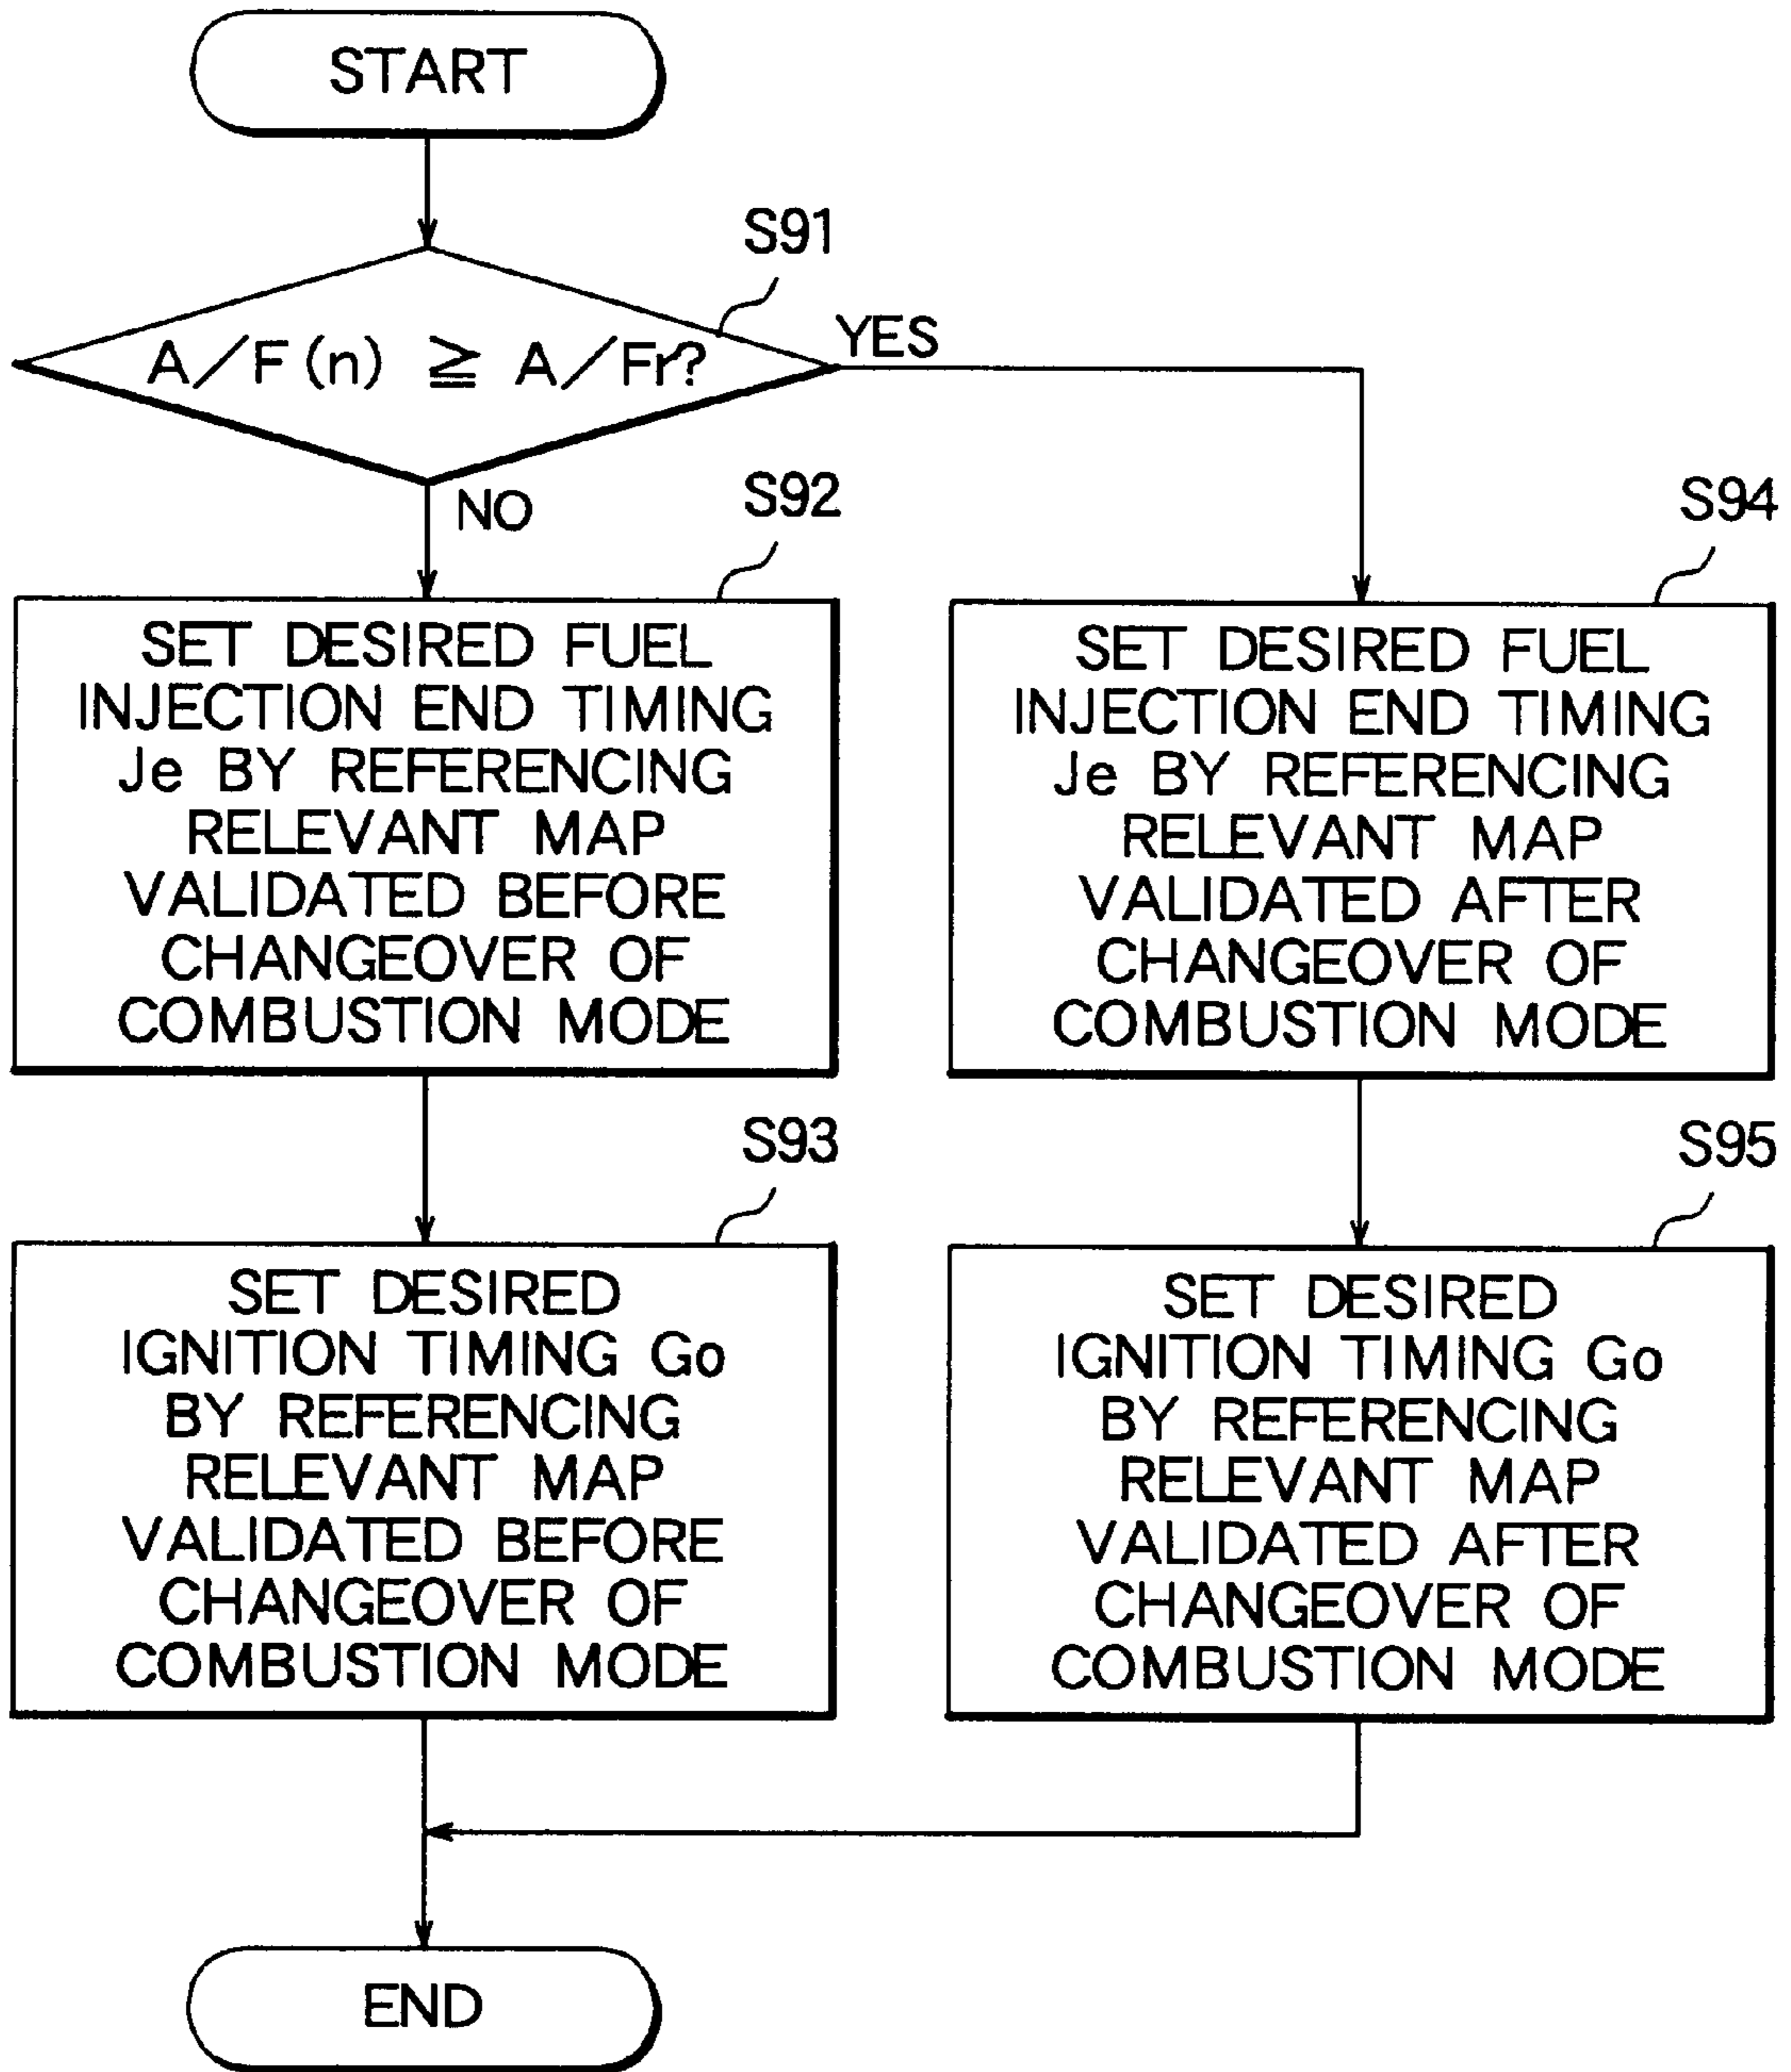 START
S91
A/F(n) ≧ A/Fr?
YES
NO
S92
SET DESIRED FUEL
INJECTION END TIMING
Je BY REFERENCING
RELEVANT MAP
VALIDATED BEFORE
CHANGEOVER OF
COMBUSTION MODE
S94
SET DESIRED FUEL
INJECTION END TIMING
Je BY REFERENCING
RELEVANT MAP
VALIDATED AFTER
CHANGEOVER OF
COMBUSTION MODE
S93
SET DESIRED
IGNITION TIMING Go
BY REFERENCING
RELEVANT MAP
VALIDATED BEFORE
CHANGEOVER OF
COMBUSTION MODE
S95
SET DESIRED
IGNITION TIMING Go
BY REFERENCING
RELEVANT MAP
VALIDATED AFTER
CHANGEOVER OF
COMBUSTION MODE
END